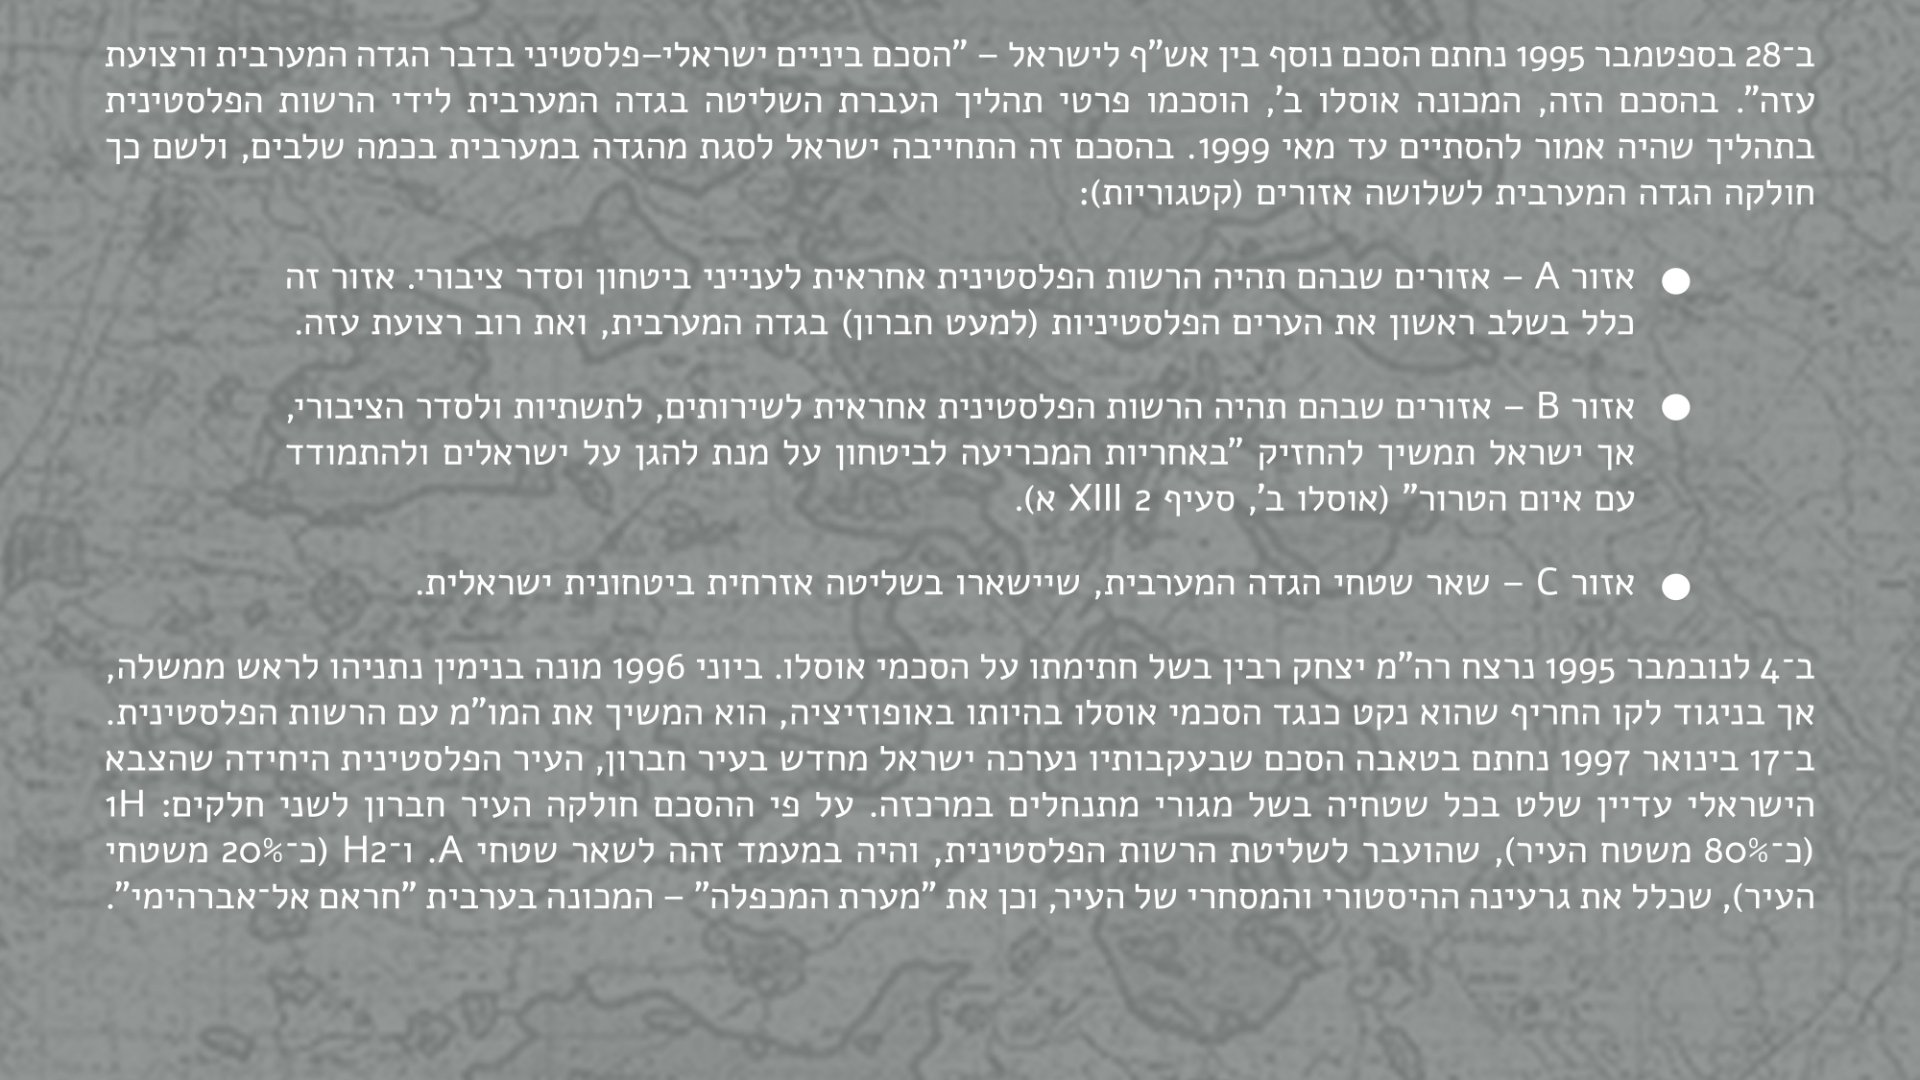 ב־28 בספטמבר 1995 נחתם הסכם נוסף בין אש"ף לישראל – "הסכם ביניים ישראלי–פלסטיני בדבר הגדה המערבית ורצועת
עזה". בהסכם הזה, המכונה אוסלו ב', הוסכמו פרטי תהליך העברת השליטה בגדה המערבית לידי הרשות הפלסטינית
בתהליך שהיה אמור להסתיים עד מאי 1999. בהסכם זה התחייבה ישראל לסגת מהגדה במערבית בכמה שלבים, ולשם כך
חולקה הגדה המערבית לשלושה אזורים (קטגוריות):
● אזור A – אזורים שבהם תהיה הרשות הפלסטינית אחראית לענייני ביטחון וסדר ציבורי. אזור זה
כלל בשלב ראשון את הערים הפלסטיניות (למעט חברון) בגדה המערבית, ואת רוב רצועת עזה.
● אזור B – אזורים שבהם תהיה הרשות הפלסטינית אחראית לשירותים, לתשתיות ולסדר הציבורי,
אך ישראל תמשיך להחזיק "באחריות המכריעה לביטחון על מנת להגן על ישראלים ולהתמודד
עם איום הטרור" (אוסלו ב', סעיף 2 XIII א).
● אזור C – שאר שטחי הגדה המערבית, שיישארו בשליטה אזרחית ביטחונית ישראלית.
ב־4 לנובמבר 1995 נרצח רה"מ יצחק רבין בשל חתימתו על הסכמי אוסלו. ביוני 1996 מונה בנימין נתניהו לראש ממשלה,
אך בניגוד לקו החריף שהוא נקט כנגד הסכמי אוסלו בהיותו באופוזיציה, הוא המשיך את המו"מ עם הרשות הפלסטינית.
ב־17 בינואר 1997 נחתם בטאבה הסכם שבעקבותיו נערכה ישראל מחדש בעיר חברון, העיר הפלסטינית היחידה שהצבא
הישראלי עדיין שלט בכל שטחיה בשל מגורי מתנחלים במרכזה. על פי ההסכם חולקה העיר חברון לשני חלקים: 1H
(כ־80% משטח העיר), שהועבר לשליטת הרשות הפלסטינית, והיה במעמד זהה לשאר שטחי A. ו־H2 (כ־20% משטחי
העיר), שכלל את גרעינה ההיסטורי והמסחרי של העיר, וכן את "מערת המכפלה" – המכונה בערבית "חראם אל־אברהימי".